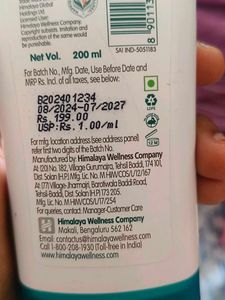 Himalaya Global
Holdings Ltd.
Licensed User:
Himalaya Wellness Company
Copyright subsists. Imitation and
reproduction of the same would
be punishable.
Net Vol. 200 ml
SAI IND-5051183
For Batch No., Mfg. Date, Use Before Date and
MRP Rs. Incl. of all taxes, see below:
B202401234
08/2024-07/2027
Rs. 199.00
USP:Rs. 1.00/ml
12 M
For mfg. location address (see address panel)
refer first two digits of the Batch No.
Manufactured by: Himalaya Wellness Company
At: (20) No. 182, Village Gurumajra, Tehsil Baddi, 174 101,
Dist. Solan (H.P.) M. Lic. No. M HIM/COS/L/12/167
At: (17) Village-Jharmajri, Barotiwala Baddi Road,
Tehsil-Baddi, Dist-Solan (H.P.) 173 205.
Mfg. Lic. No. M HIM/COS/L/17/254
For queries, contact: Manager-Customer Care
Himalaya Wellness Company
Makali, Bengaluru 562 162
Email: contactus@himalayawellness.com
Call 1-800-208-1930 (Toll-free in India)
www.himalayawellness.com